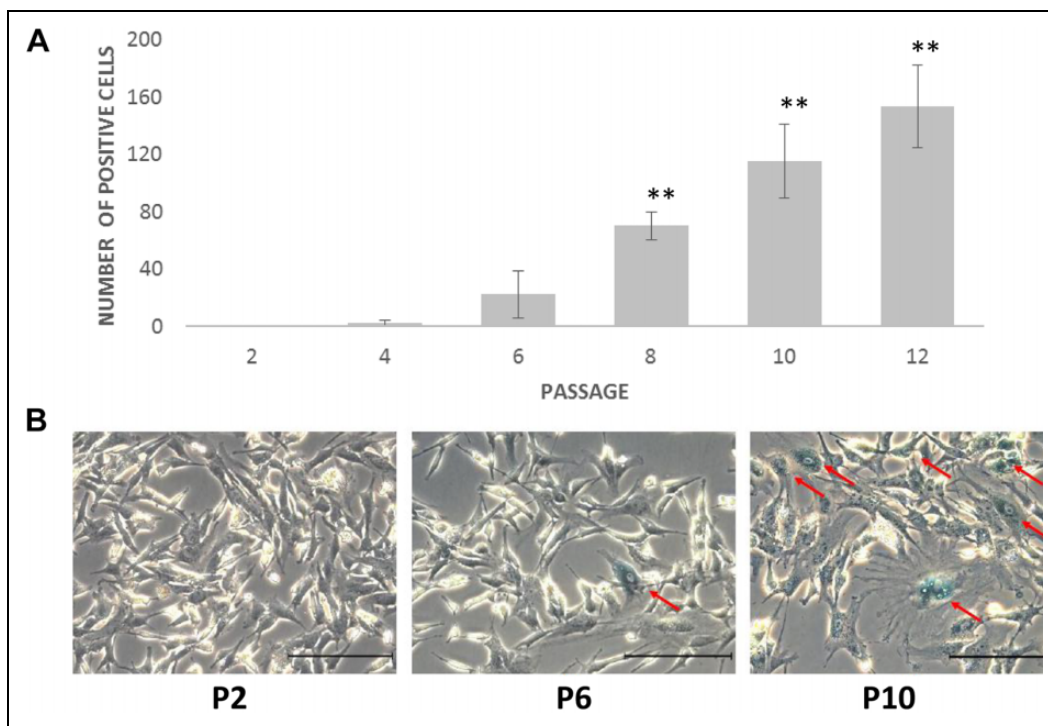 A
NUMBER OF POSITIVE CELLS
200
160
120
80
40
0
**
**
**
2 4 6 8 10 12
PASSAGE
B
P2 P6 P10